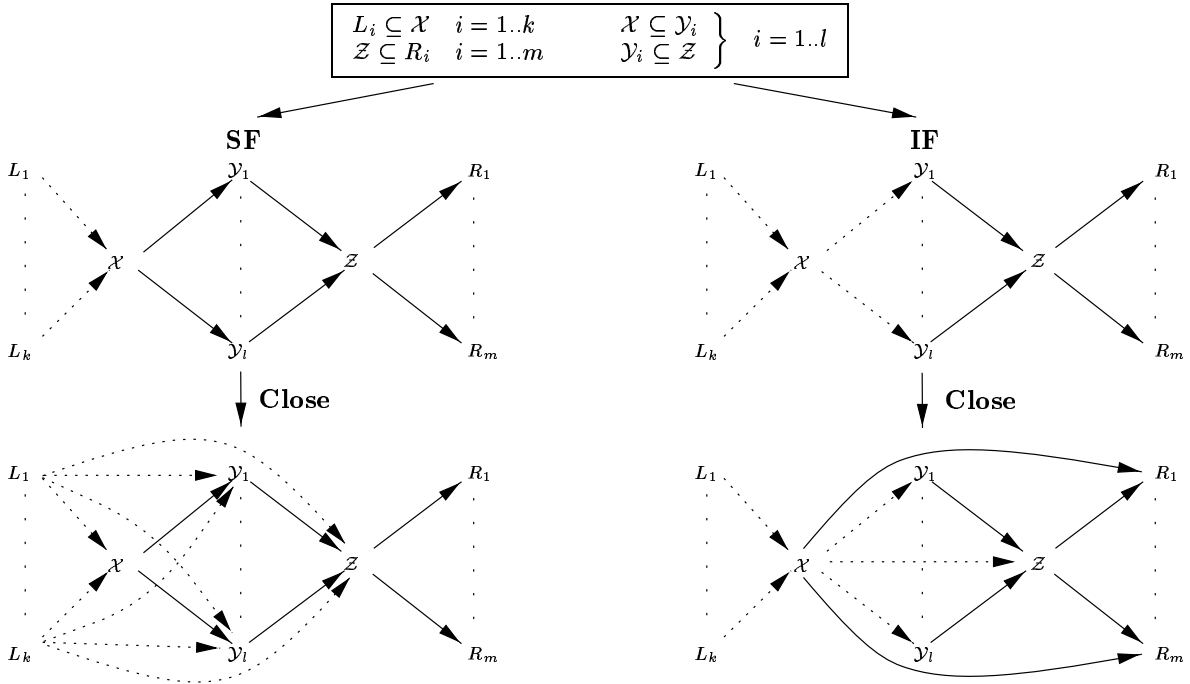 L_i ⊆ 𝒳 i = 1..k 𝒳 ⊆ 𝒴_i
𝒵 ⊆ R_i i = 1..m 𝒴_i ⊆ 𝒵 } i = 1..l
SF
L_1 𝒴_1 R_1
𝒳 𝒵
L_k 𝒴_l R_m
Close
L_1 𝒴_1 R_1
𝒳 𝒵
L_k 𝒴_l R_m
IF
L_1 𝒴_1 R_1
𝒳 𝒵
L_k 𝒴_l R_m
Close
L_1 𝒴_1 R_1
𝒳 𝒵
L_k 𝒴_l R_m